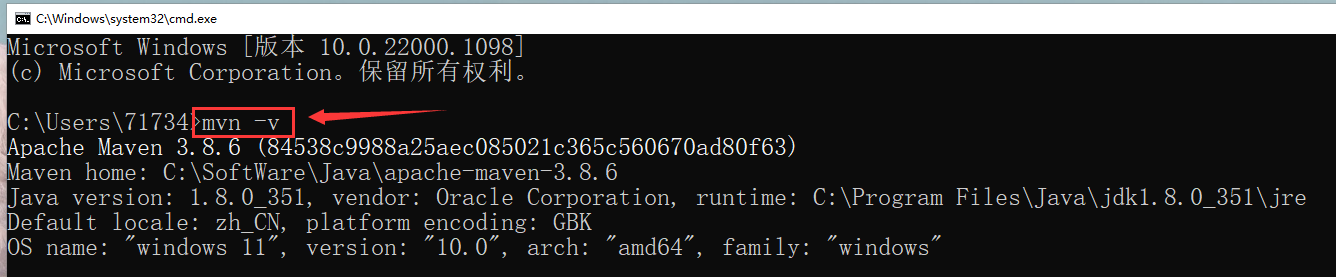 C:\Windows\system32\cmd.exe
Microsoft Windows [版本 10.0.22000.1098]
(c) Microsoft Corporation。保留所有权利。
C:\Users\71734>mvn -v
Apache Maven 3.8.6 (84538c9988a25aec085021c365c560670ad80f63)
Maven home: C:\SoftWare\Java\apache-maven-3.8.6
Java version: 1.8.0_351, vendor: Oracle Corporation, runtime: C:\Program Files\Java\jdk1.8.0_351\jre
Default locale: zh_CN, platform encoding: GBK
OS name: "windows 11", version: "10.0", arch: "amd64", family: "windows"